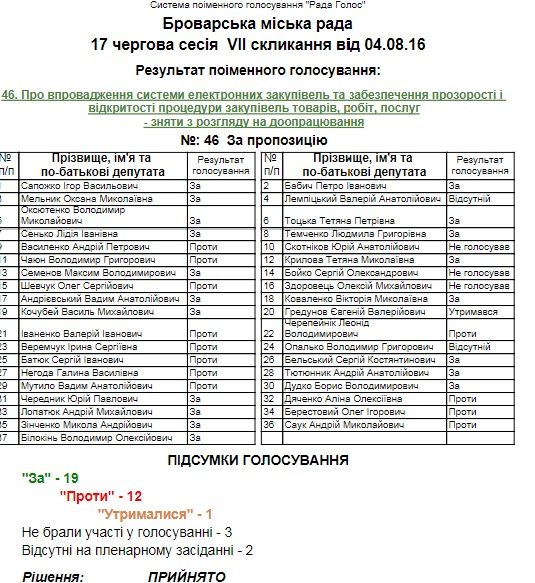 Система поіменного голосування "Рада Голос"
Броварська міська рада
17 чергова сесія VII скликання від 04.08.16
Результат поіменного голосування:
46. Про впровадження системи електронних закупівель та забезпечення прозорості і
відкритості процедури закупівель товарів, робіт, послуг
- зняти з розгляду на доопрацювання
№: 46 За пропозицію
№ п/п Прізвище, ім'я та по-батькові депутата Результат голосування № п/п Прізвище, ім'я та по-батькові депутата Результат голосування
1 Сапожко Ігор Васильович За 2 Бабич Петро Іванович За
3 Мельник Оксана Миколаївна За 4 Лемпіцький Валерій Анатолійович Відсутній
5 Оксютенко Володимир Миколайович За 6 Тоцька Тетяна Петрівна За
7 Сенько Лідія Іванівна За 8 Темченко Людмила Григорівна За
9 Василенко Андрій Петрович Проти 10 Скотніков Юрій Анатолійович Не голосував
11 Чаюн Володимир Григорович Проти 12 Крилова Тетяна Миколаївна За
13 Семенов Максим Володимирович За 14 Бойко Сергій Олександрович Не голосував
15 Шевчук Олег Сергійович Проти 16 Здоровець Олексій Михайлович Не голосував
17 Андрієвський Вадим Анатолійович За 18 Коваленко Вікторія Миколаївна За
19 Кочубей Василь Михайлович За 20 Гредунов Євгеній Валерійович Утримався
21 Іваненко Валерій Іванович Проти 22 Черепейнік Леонід Володимирович Проти
23 Веремчук Ірина Сергіївна Проти 24 Опалько Володимир Григорович Відсутній
25 Батюк Сергій Іванович Проти 26 Бельський Сергій Костянтинович За
27 Негода Галина Василівна Проти 28 Тютюнник Андрій Анатолійович За
29 Мутило Вадим Анатолійович Проти 30 Дудко Борис Володимирович За
31 Чередник Юрій Павлович За 32 Дяченко Аліна Олексіївна Проти
33 Лопатюк Андрій Михайлович За 34 Берестовий Олег Ігорович Проти
35 Зінченко Микола Андрійович За 36 Саук Андрій Миколайович Проти
37 Білокінь Володимир Олексійович За
ПІДСУМКИ ГОЛОСУВАННЯ
"За" - 19
"Проти" - 12
"Утрималися" - 1
Не брали участі у голосуванні - 3
Відсутні на пленарному засіданні - 2
Рішення: ПРИЙНЯТО